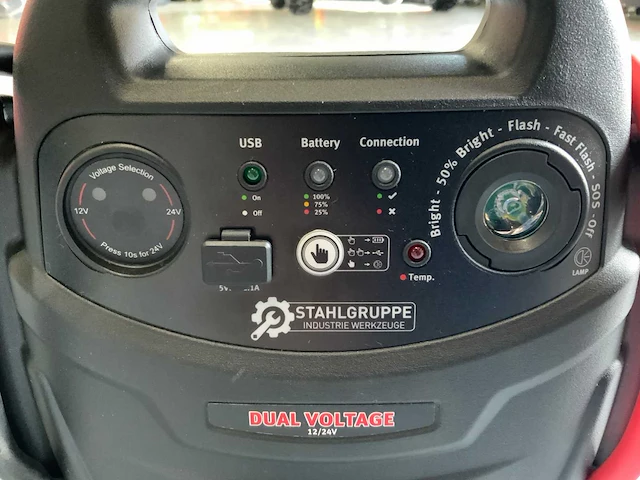 USB
Battery
Connection
Voltage Selection
12V
24V
Press 10s for 24V
On
Off
100%
75%
25%
Temp.
Bright - 50% Bright - Flash - Fast Flash - SOS - Off
LAMP
STAHLGRUPPE
INDUSTRIE WERKZEUGE
DUAL VOLTAGE
12/24V